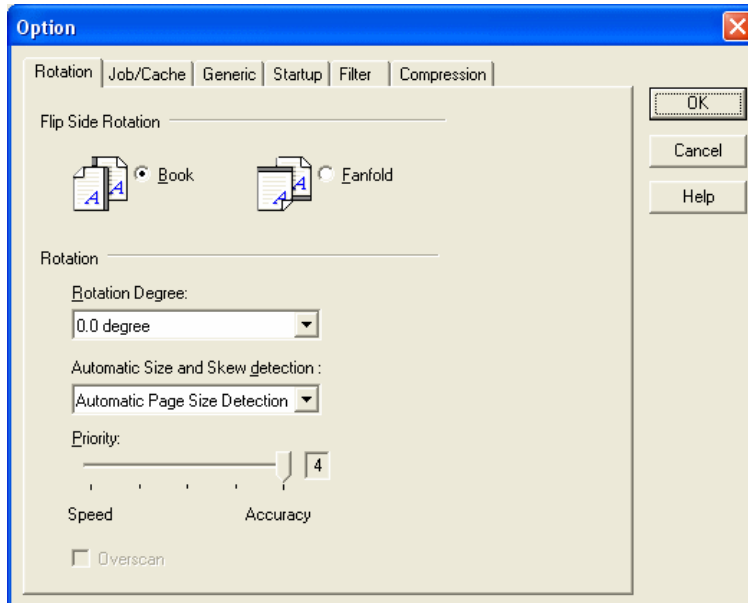 Option
Rotation Job/Cache Generic Startup Filter Compression
OK
Cancel
Help
Flip Side Rotation
A A Book A A Fanfold
Rotation
Rotation Degree:
0.0 degree
Automatic Size and Skew detection :
Automatic Page Size Detection
Priority:
4
Speed Accuracy
Overscan